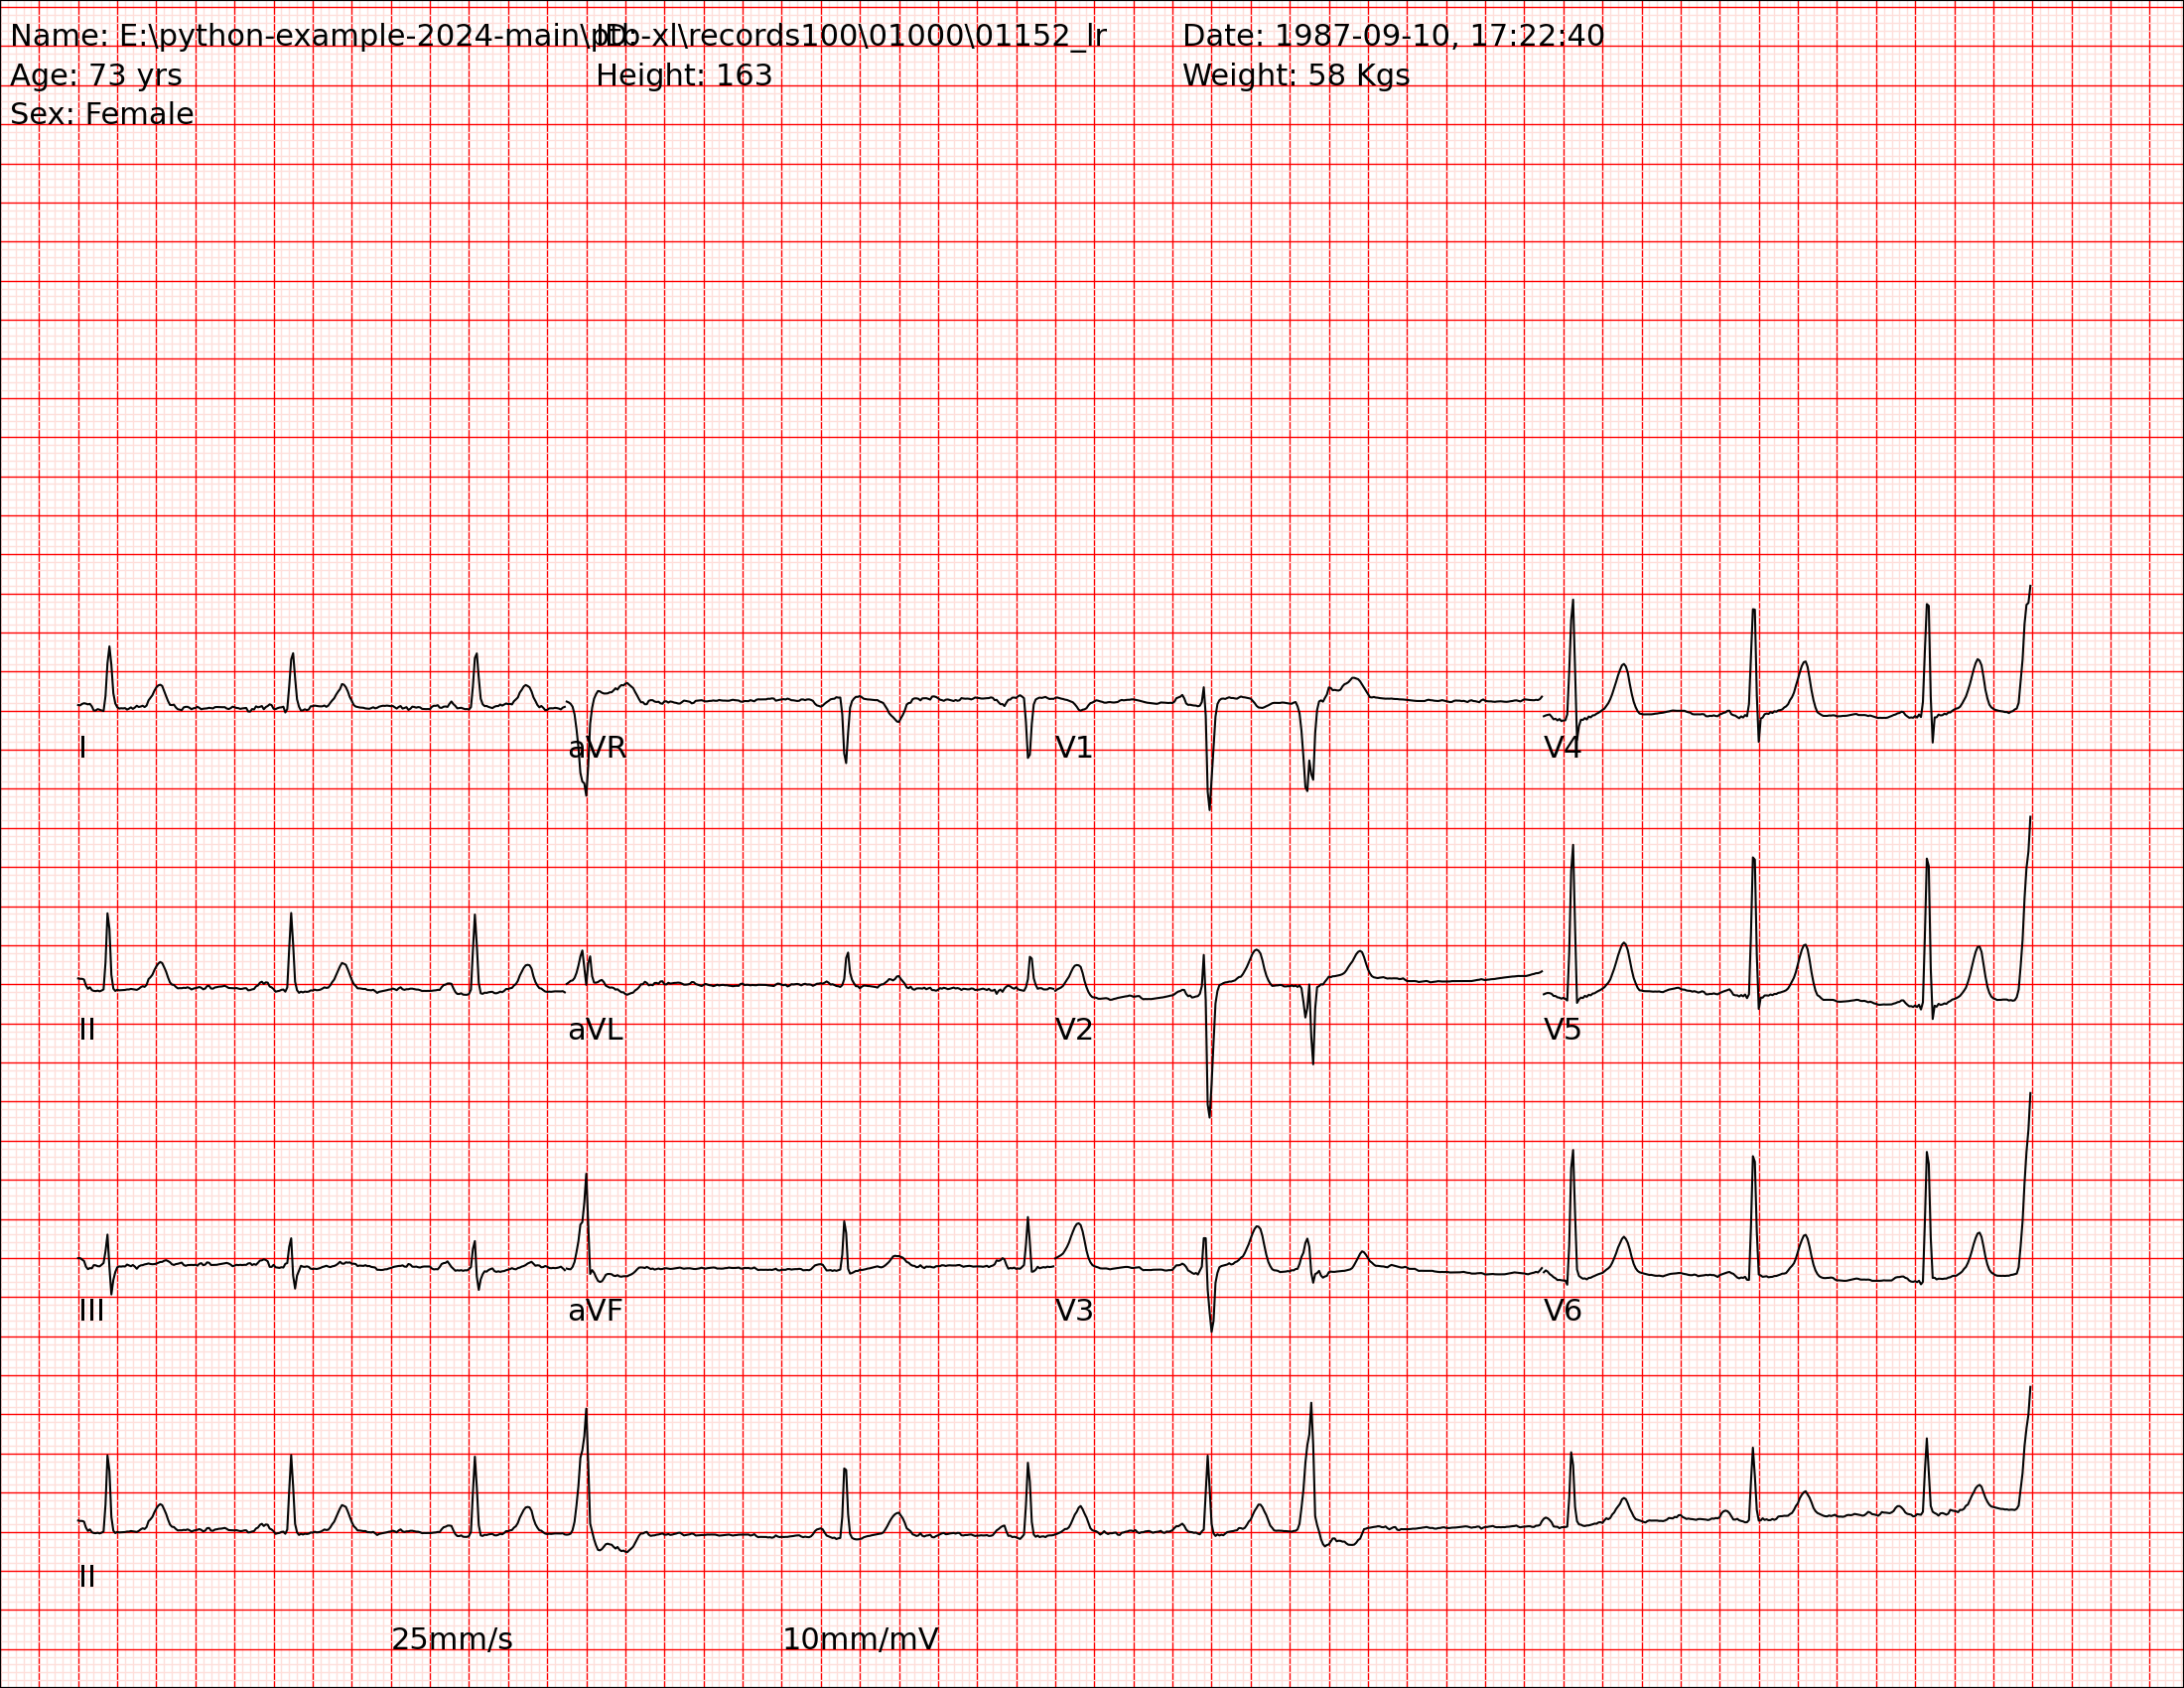 Name: E:\python-example-2024-main\ptb-xl\records100\01000\01152_lr ID: Date: 1987-09-10, 17:22:40
Age: 73 yrs Height: 163 Weight: 58 Kgs
Sex: Female
I aVR V1 V4
II aVL V2 V5
III aVF V3 V6
II
25mm/s 10mm/mV